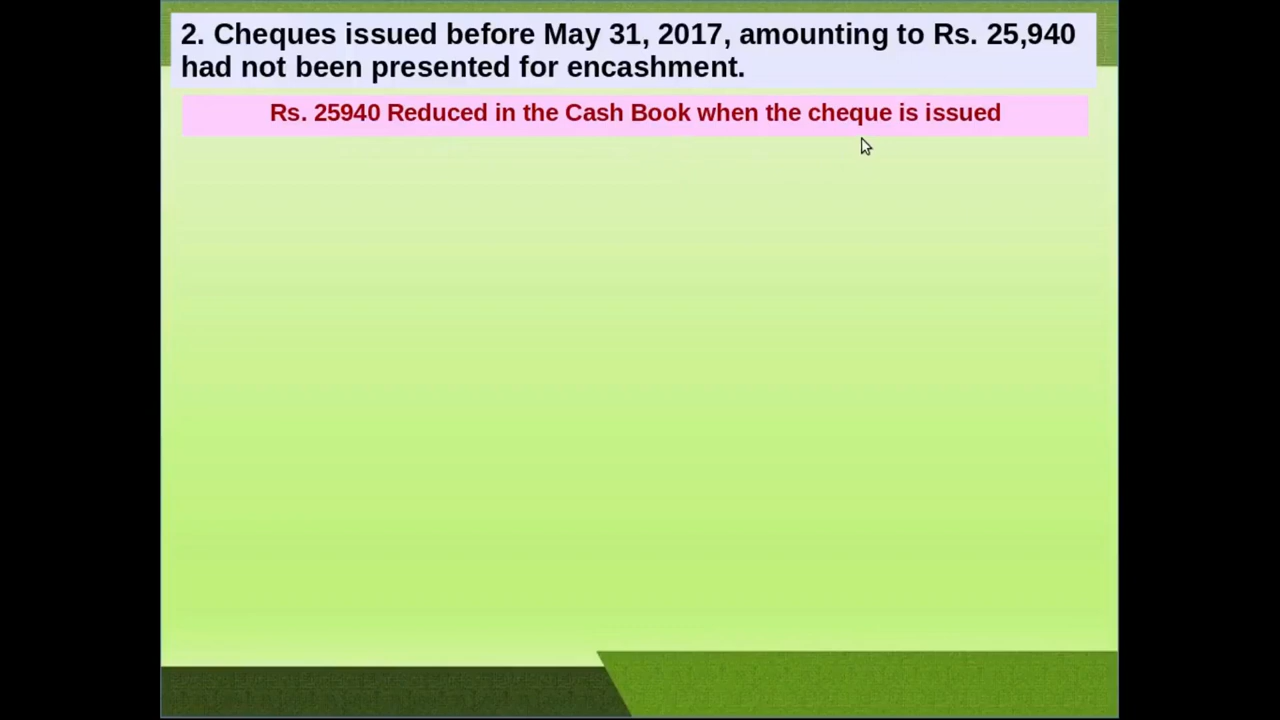 2. Cheques issued before May 31, 2017, amounting to Rs. 25,940
had not been presented for encashment.
Rs. 25940 Reduced in the Cash Book when the cheque is issued